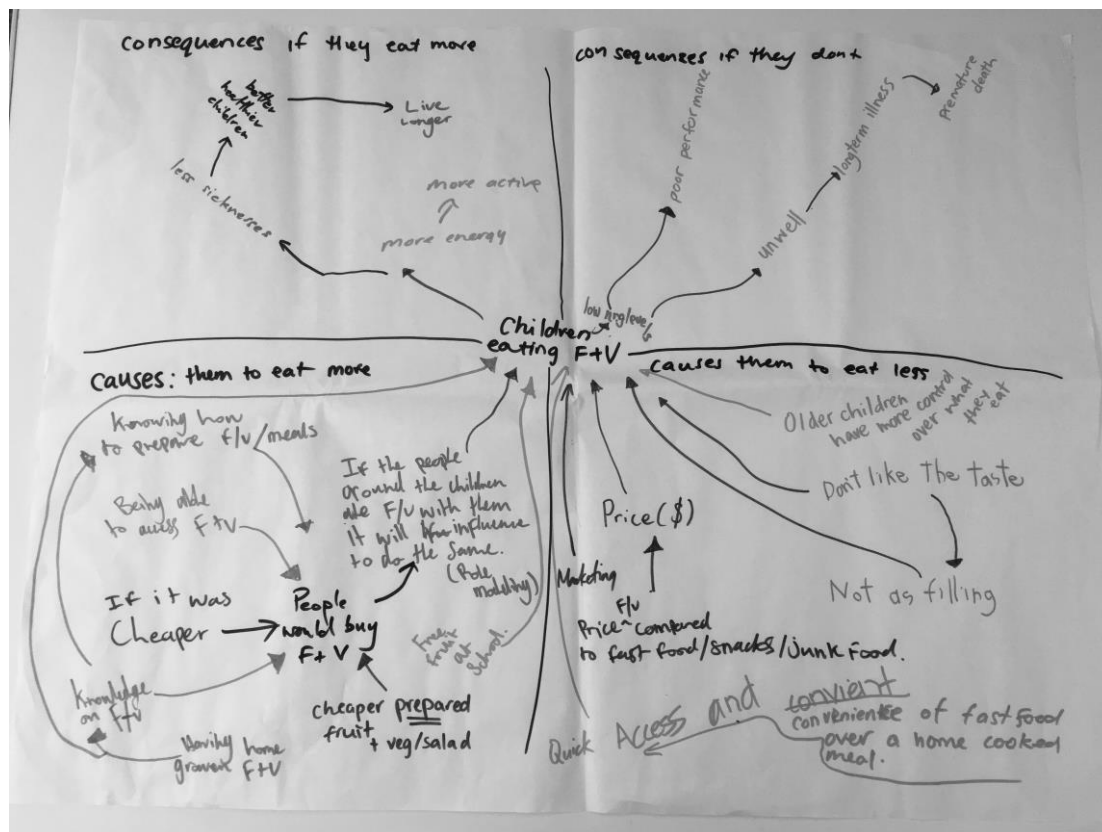 consequences if they eat more
better
healthier
children
Live
Longer
less sicknesses
more active
more energy
consequences if they dont
poor performance
unwell
longterm illness
premature
death
Children
eating F+V
causes: them to eat more
Knowing how
to prepare f/v/meals
Being able
to access F+V
If it was
Cheaper
People
would buy
F+V
Knowledge
on F+V
Having home
grown F+V
cheaper prepared
fruit + veg/salad
If the people
around the children
ate F/V with them
it will influence
to do the same.
(Role
modeling)
Free
fruit
at
School.
causes them to eat less
Older children
have more control
over what
they
eat
Don't like The taste
Not as filling
Price ($)
Marketing
F/V
Price compared
to fast food/snacks/junk food.
Quick Access and convient
convenience of fast food
over a home cooked
meal.